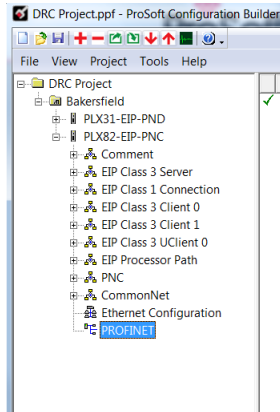 DRC Project.ppf - ProSoft Configuration Builder
File View Project Tools Help
DRC Project
Bakersfield
PLX31-EIP-PND
PLX82-EIP-PNC
Comment
EIP Class 3 Server
EIP Class 1 Connection
EIP Class 3 Client 0
EIP Class 3 Client 1
EIP Class 3 UClient 0
EIP Processor Path
PNC
CommonNet
Ethernet Configuration
PROFINET